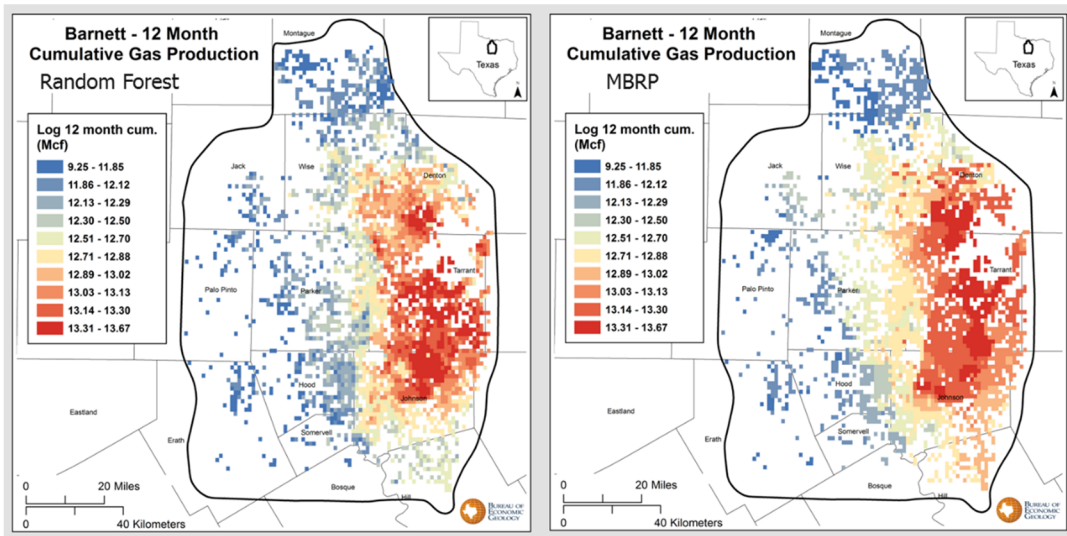 Barnett - 12 Month
Cumulative Gas Production
Random Forest
Montague
Texas
N
Log 12 month cum.
(Mcf)
9.25 - 11.85
11.86 - 12.12
12.13 - 12.29
12.30 - 12.50
12.51 - 12.70
12.71 - 12.88
12.89 - 13.02
13.03 - 13.13
13.14 - 13.30
13.31 - 13.67
Jack
Wise
Denton
Palo Pinto
Parker
Tarrant
Hood
Johnson
Eastland
Erath
Somervell
Bosque
Hill
0 20 Miles
0 40 Kilometers
BUREAU OF
ECONOMIC
GEOLOGY
Barnett - 12 Month
Cumulative Gas Production
MBRP
Montague
Texas
N
Log 12 month cum.
(Mcf)
9.25 - 11.85
11.86 - 12.12
12.13 - 12.29
12.30 - 12.50
12.51 - 12.70
12.71 - 12.88
12.89 - 13.02
13.03 - 13.13
13.14 - 13.30
13.31 - 13.67
Jack
Wise
Denton
Palo Pinto
Parker
Tarrant
Hood
Johnson
Eastland
Erath
Somervell
Bosque
Hill
0 20 Miles
0 40 Kilometers
BUREAU OF
ECONOMIC
GEOLOGY